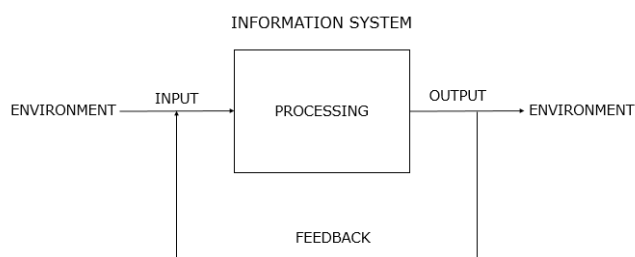 INFORMATION SYSTEM
INPUT
OUTPUT
ENVIRONMENT
PROCESSING
ENVIRONMENT
FEEDBACK